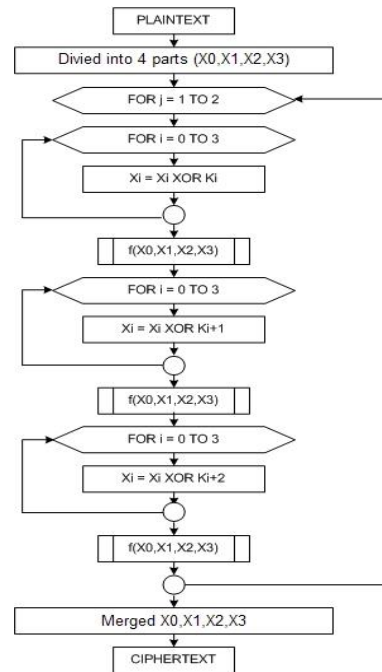 PLAINTEXT
Divied into 4 parts (X0,X1,X2,X3)
FOR j = 1 TO 2
FOR i = 0 TO 3
Xi = Xi XOR Ki
f(X0,X1,X2,X3)
FOR i = 0 TO 3
Xi = Xi XOR Ki+1
f(X0,X1,X2,X3)
FOR i = 0 TO 3
Xi = Xi XOR Ki+2
f(X0,X1,X2,X3)
Merged X0,X1,X2,X3
CIPHERTEXT